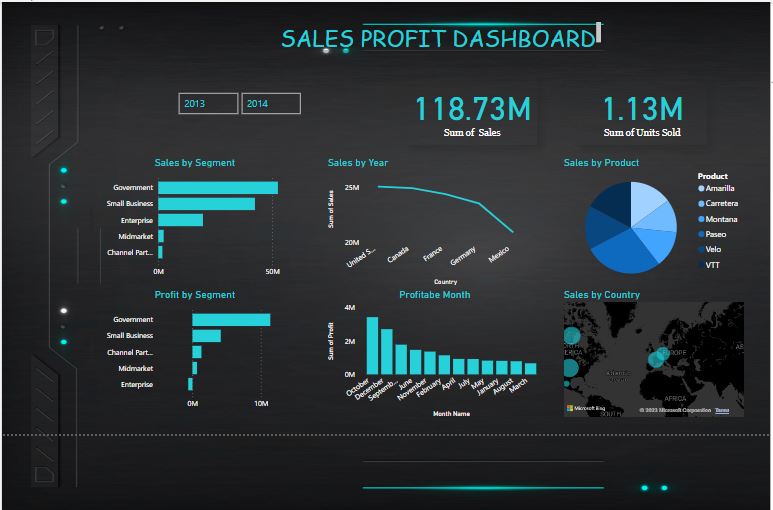 SALES PROFIT DASHBOARD
2013
2014
118.73M
Sum of Sales
1.13M
Sum of Units Sold
Sales by Segment
Government
Small Business
Enterprise
Midmarket
Channel Part...
0M
50M
Sales by Year
Sum of Sales
25M
20M
United S...
Canada
France
Germany
Mexico
Country
Sales by Product
Product
Amarilla
Carretera
Montana
Paseo
Velo
VTT
Profit by Segment
Government
Small Business
Channel Part...
Midmarket
Enterprise
0M
10M
Profitabe Month
Sum of Profit
4M
2M
0M
October
December
Septemb...
June
November
February
April
July
May
January
August
March
Month Name
Sales by Country
EUROPE
AS
Atlantic
AFRICA
SOUTH
Microsoft Bing
© 2023 Microsoft Corporation Terms